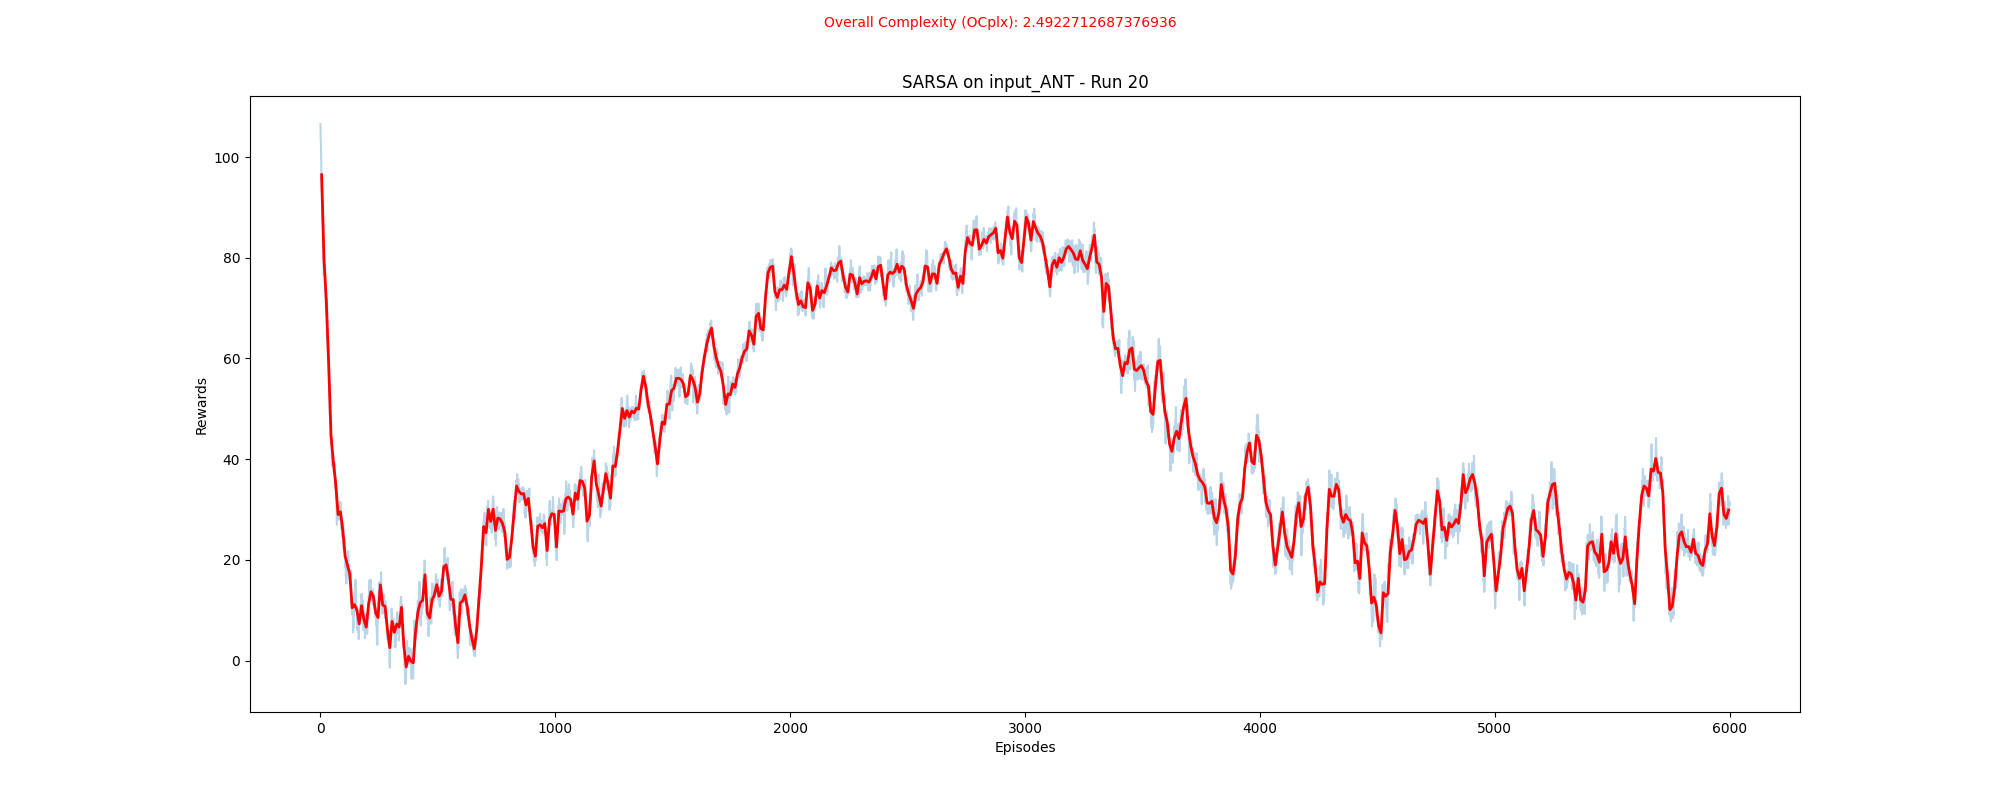 Overall Complexity (OCplx): 2.4922712687376936
SARSA on input_ANT - Run 20
100
80
60
40
20
0
Rewards
0 1000 2000 3000 4000 5000 6000
Episodes